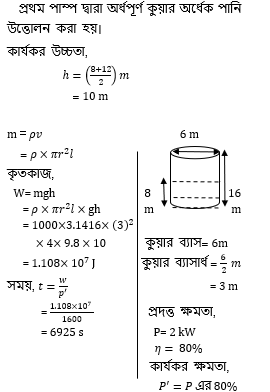 প্রথম পাম্প দ্বারা অর্ধপূর্ণ কুয়ার অর্ধেক পানি
উত্তোলন করা হয়।
কার্যকর উচ্চতা,
h = (8+12/2) m
= 10 m
m = ρv
= ρ × πr²l
কৃতকাজ,
W= mgh
= ρ × πr²l × gh
= 1000×3.1416× (3)²
× 4× 9.8 × 10
= 1.108× 10⁷ J
সময়, t = w/p′
= 1.108×10⁷/1600
= 6925 s
6 m
8
m
16
m
কুয়ার ব্যাস= 6m
কুয়ার ব্যাসার্ধ = 6/2 m
= 3 m
প্রদত্ত ক্ষমতা,
P= 2 kW
η = 80%
কার্যকর ক্ষমতা,
P′ = P এর 80%